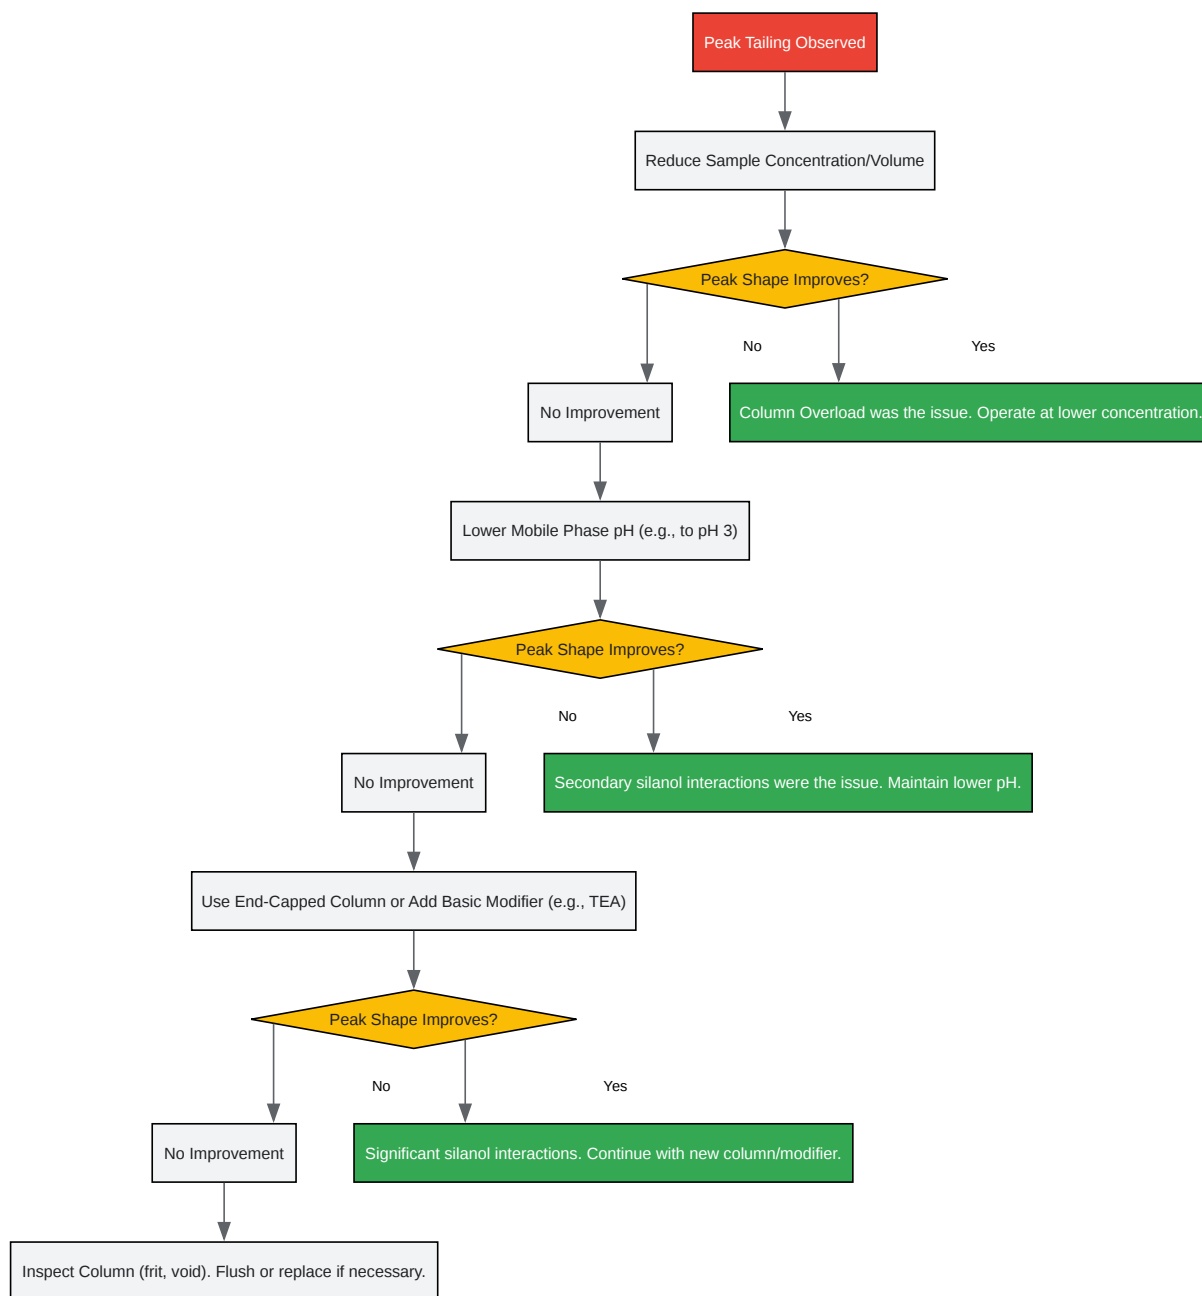 Peak Tailing Observed
Reduce Sample Concentration/Volume
Peak Shape Improves?
No
Yes
No Improvement
Column Overload was the issue. Operate at lower concentration.
Lower Mobile Phase pH (e.g., to pH 3)
Peak Shape Improves?
No
Yes
No Improvement
Secondary silanol interactions were the issue. Maintain lower pH.
Use End-Capped Column or Add Basic Modifier (e.g., TEA)
Peak Shape Improves?
No
Yes
No Improvement
Significant silanol interactions. Continue with new column/modifier.
Inspect Column (frit, void). Flush or replace if necessary.